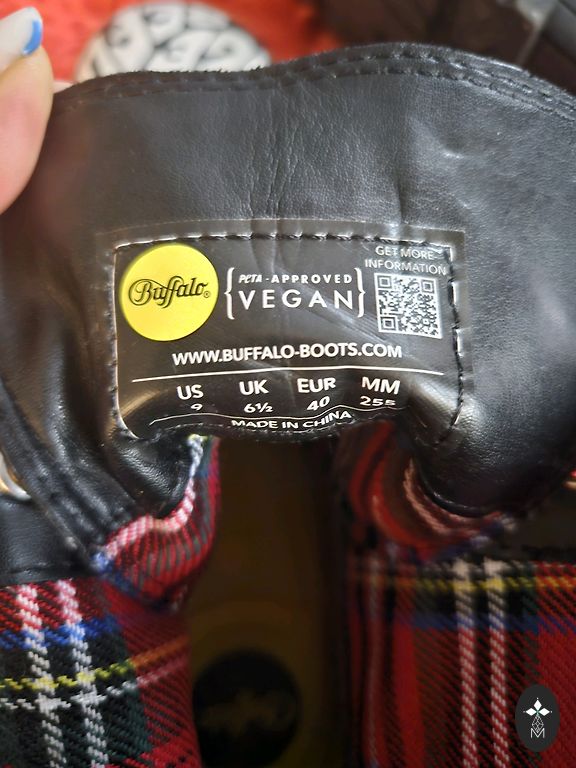 Buffalo®
PETA-APPROVED
VEGAN
GET MORE
INFORMATION
WWW.BUFFALO-BOOTS.COM
US UK EUR MM
9 6½ 40 255
MADE IN CHINA